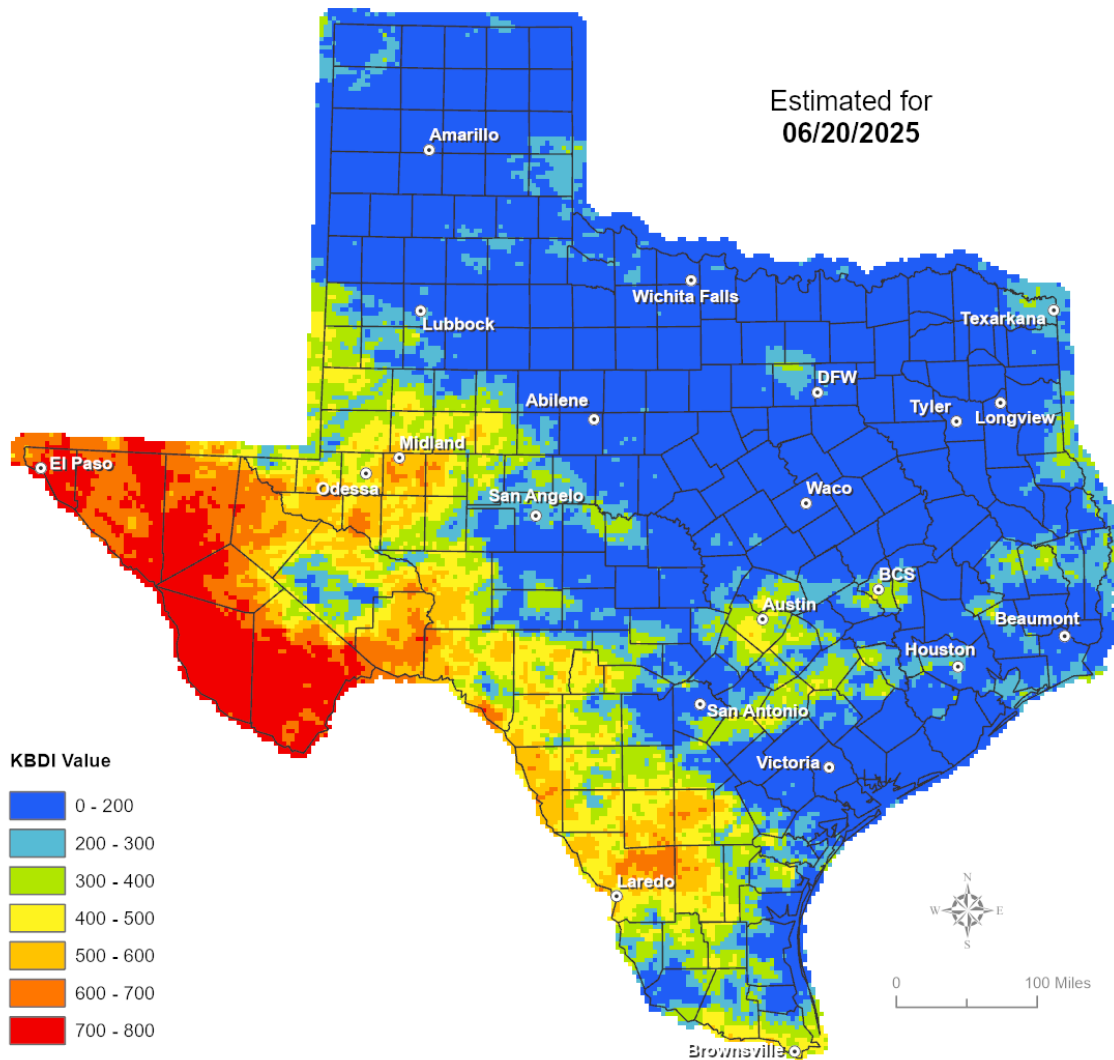 Estimated for
06/20/2025
Amarillo
Wichita Falls
Lubbock
Texarkana
DFW
Abilene
Tyler
Longview
Midland
El Paso
Odessa
San Angelo
Waco
BCS
Austin
Beaumont
Houston
San Antonio
Victoria
KBDI Value
0 - 200
200 - 300
300 - 400
400 - 500
500 - 600
600 - 700
700 - 800
Laredo
N
W E
S
0 100 Miles
Brownsville